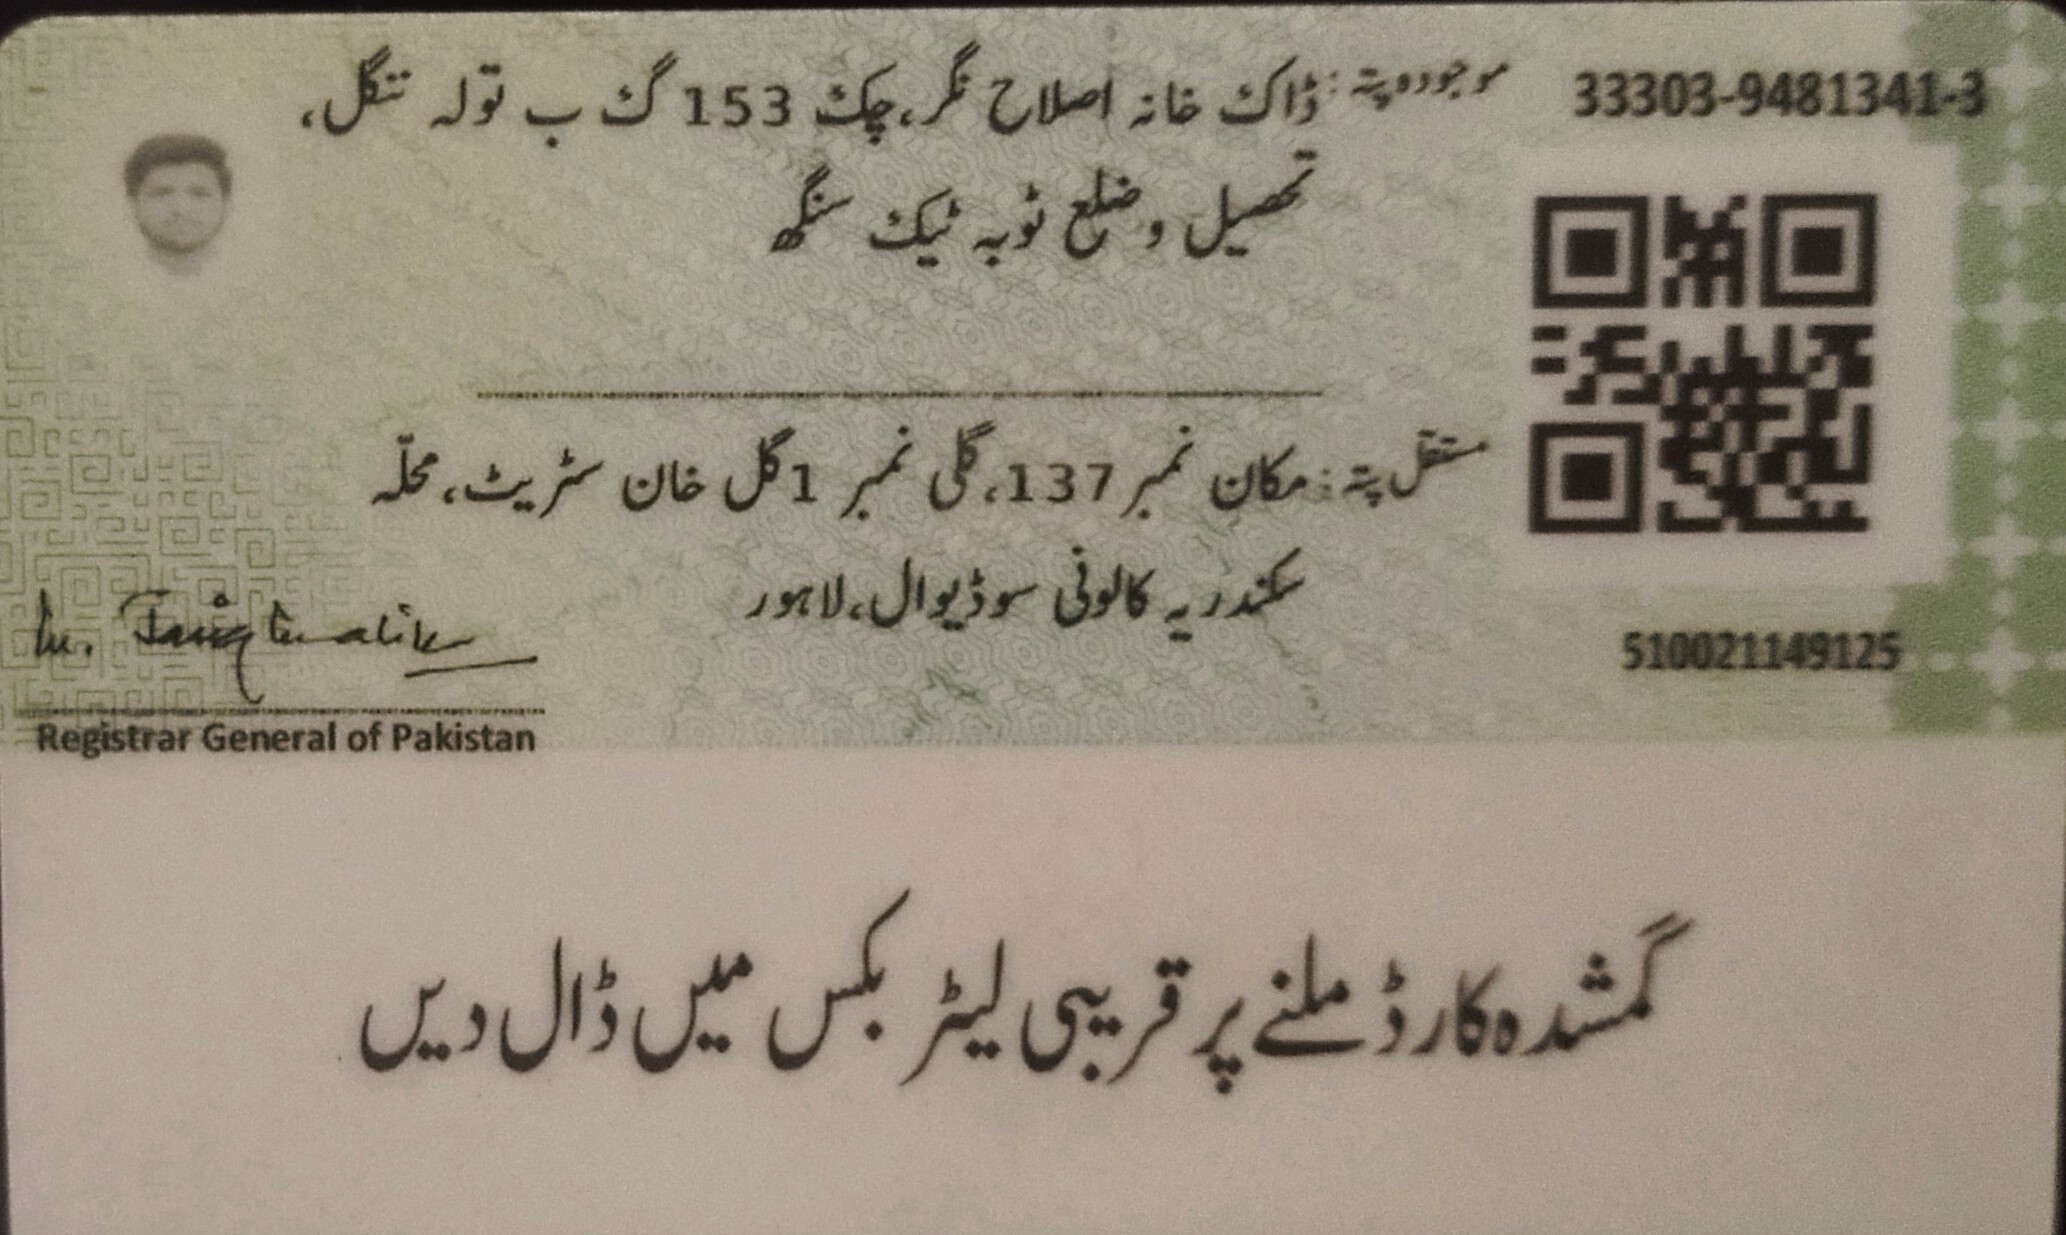 33303-9481341-3
موجودہ پتہ: ڈاک خانہ اصلاح نگر، چک 153 گ ب تولہ تنگل،
تحصیل و ضلع ٹوبہ ٹیک سنگھ
مستقل پتہ: مکان نمبر 137، گلی نمبر 1 گل خان سٹریٹ، محلّہ
سکندریہ کالونی سوڈیوال، لاہور
510021149125
Registrar General of Pakistan
گمشدہ کارڈ ملنے پر قریبی لیٹر بکس میں ڈال دیں